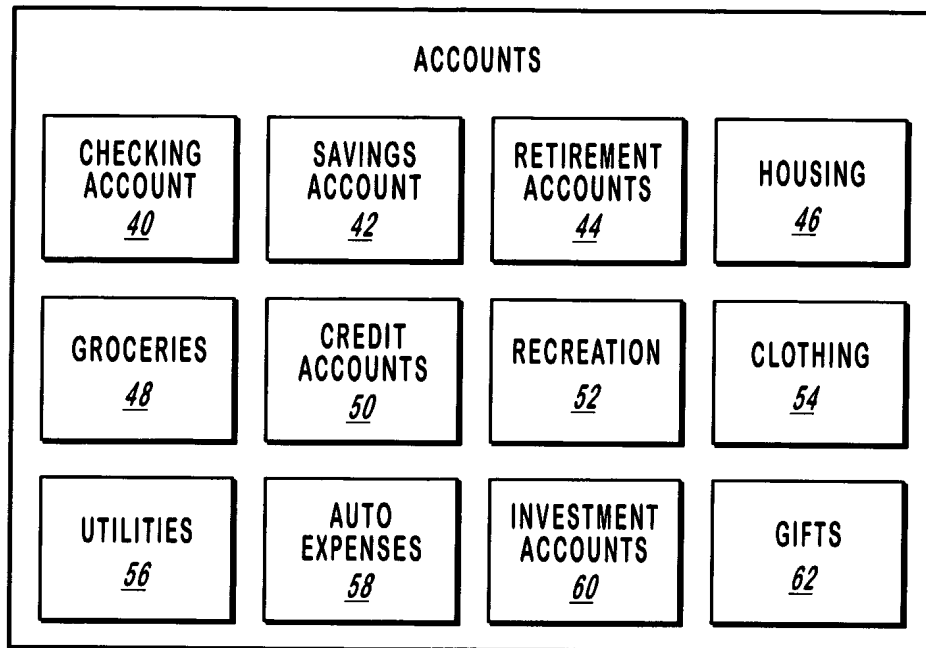 ACCOUNTS
CHECKING
ACCOUNT
40
SAVINGS
ACCOUNT
42
RETIREMENT
ACCOUNTS
44
HOUSING
46
GROCERIES
48
CREDIT
ACCOUNTS
50
RECREATION
52
CLOTHING
54
UTILITIES
56
AUTO
EXPENSES
58
INVESTMENT
ACCOUNTS
60
GIFTS
62